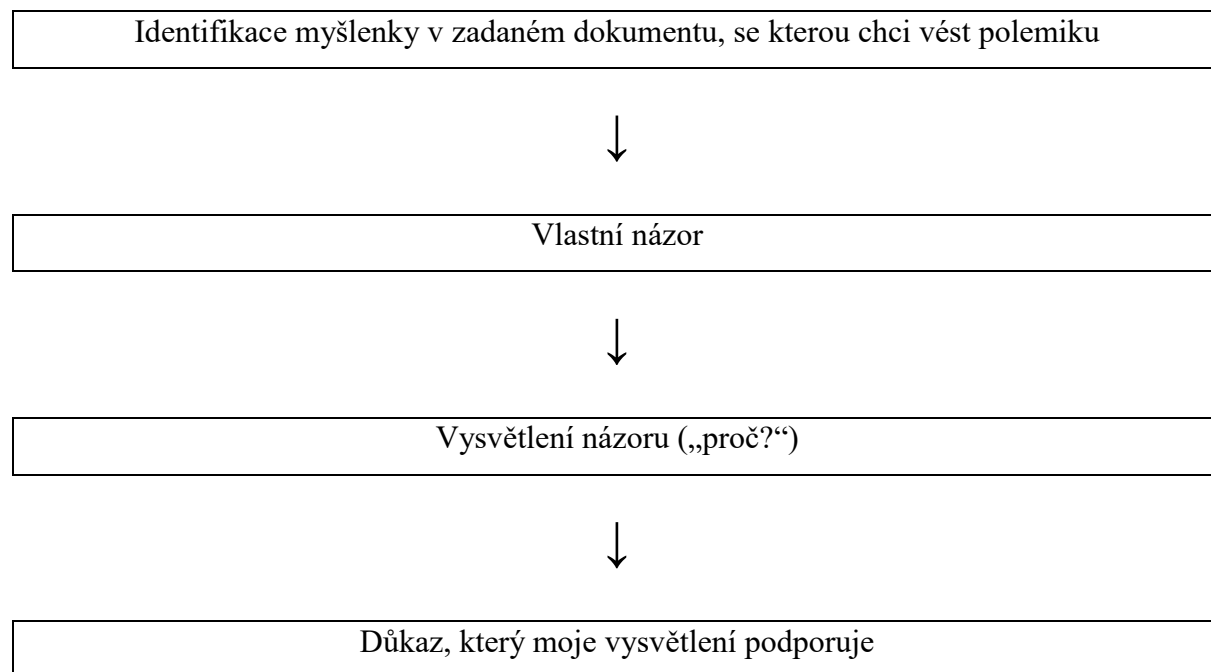 Identifikace myšlenky v zadaném dokumentu, se kterou chci vést polemiku
↓
Vlastní názor
↓
Vysvětlení názoru („proč?“)
↓
Důkaz, který moje vysvětlení podporuje